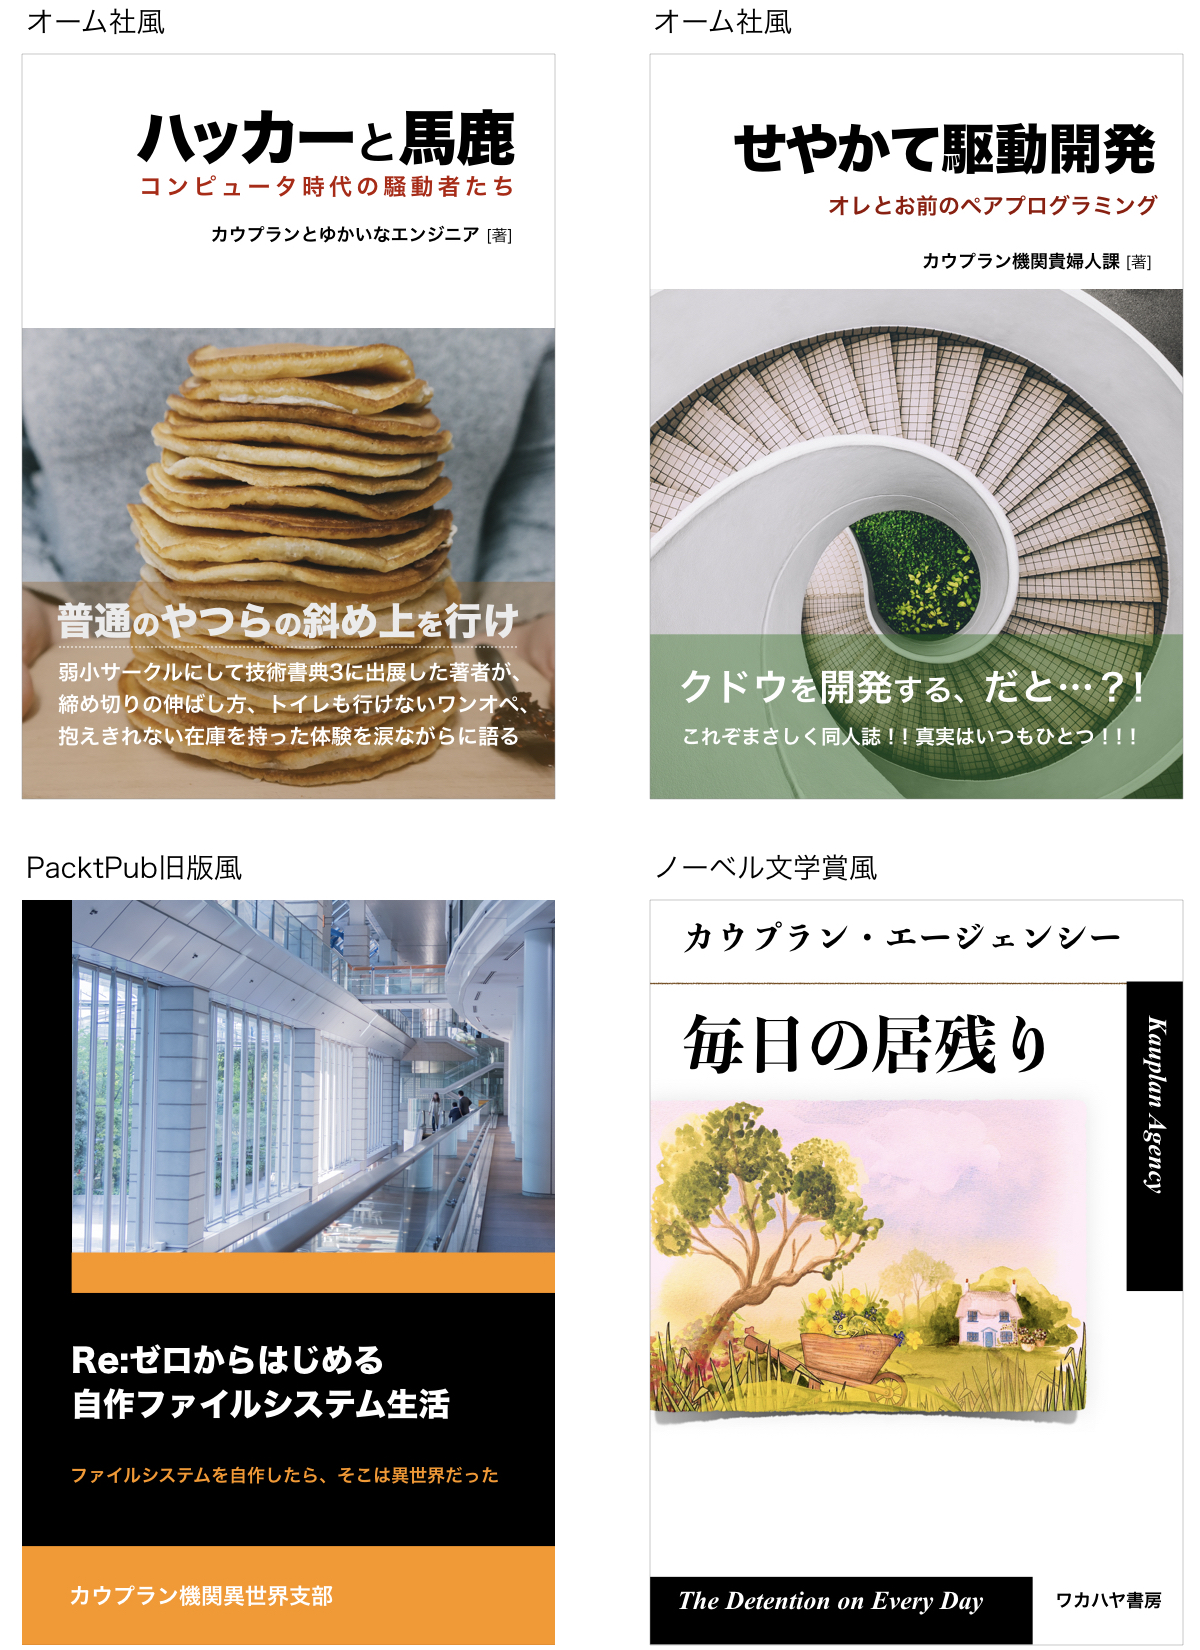 オーム社風
ハッカーと馬鹿
コンピュータ時代の騒動者たち
カウプランとゆかいなエンジニア [著]
普通のやつらの斜め上を行け
弱小サークルにして技術書典3に出展した著者が、
締め切りの伸ばし方、トイレも行けないワンオペ、
抱えきれない在庫を持った体験を涙ながらに語る
オーム社風
せやかて駆動開発
オレとお前のペアプログラミング
カウプラン機関貴婦人課 [著]
クドウを開発する、だと…？！
これぞまさしく同人誌！！真実はいつもひとつ！！！
PacktPub旧版風
Re:ゼロからはじめる
自作ファイルシステム生活
ファイルシステムを自作したら、そこは異世界だった
カウプラン機関異世界支部
ノーベル文学賞風
カウプラン・エージェンシー
毎日の居残り
Kauplan Agency
The Detention on Every Day
ワカハヤ書房